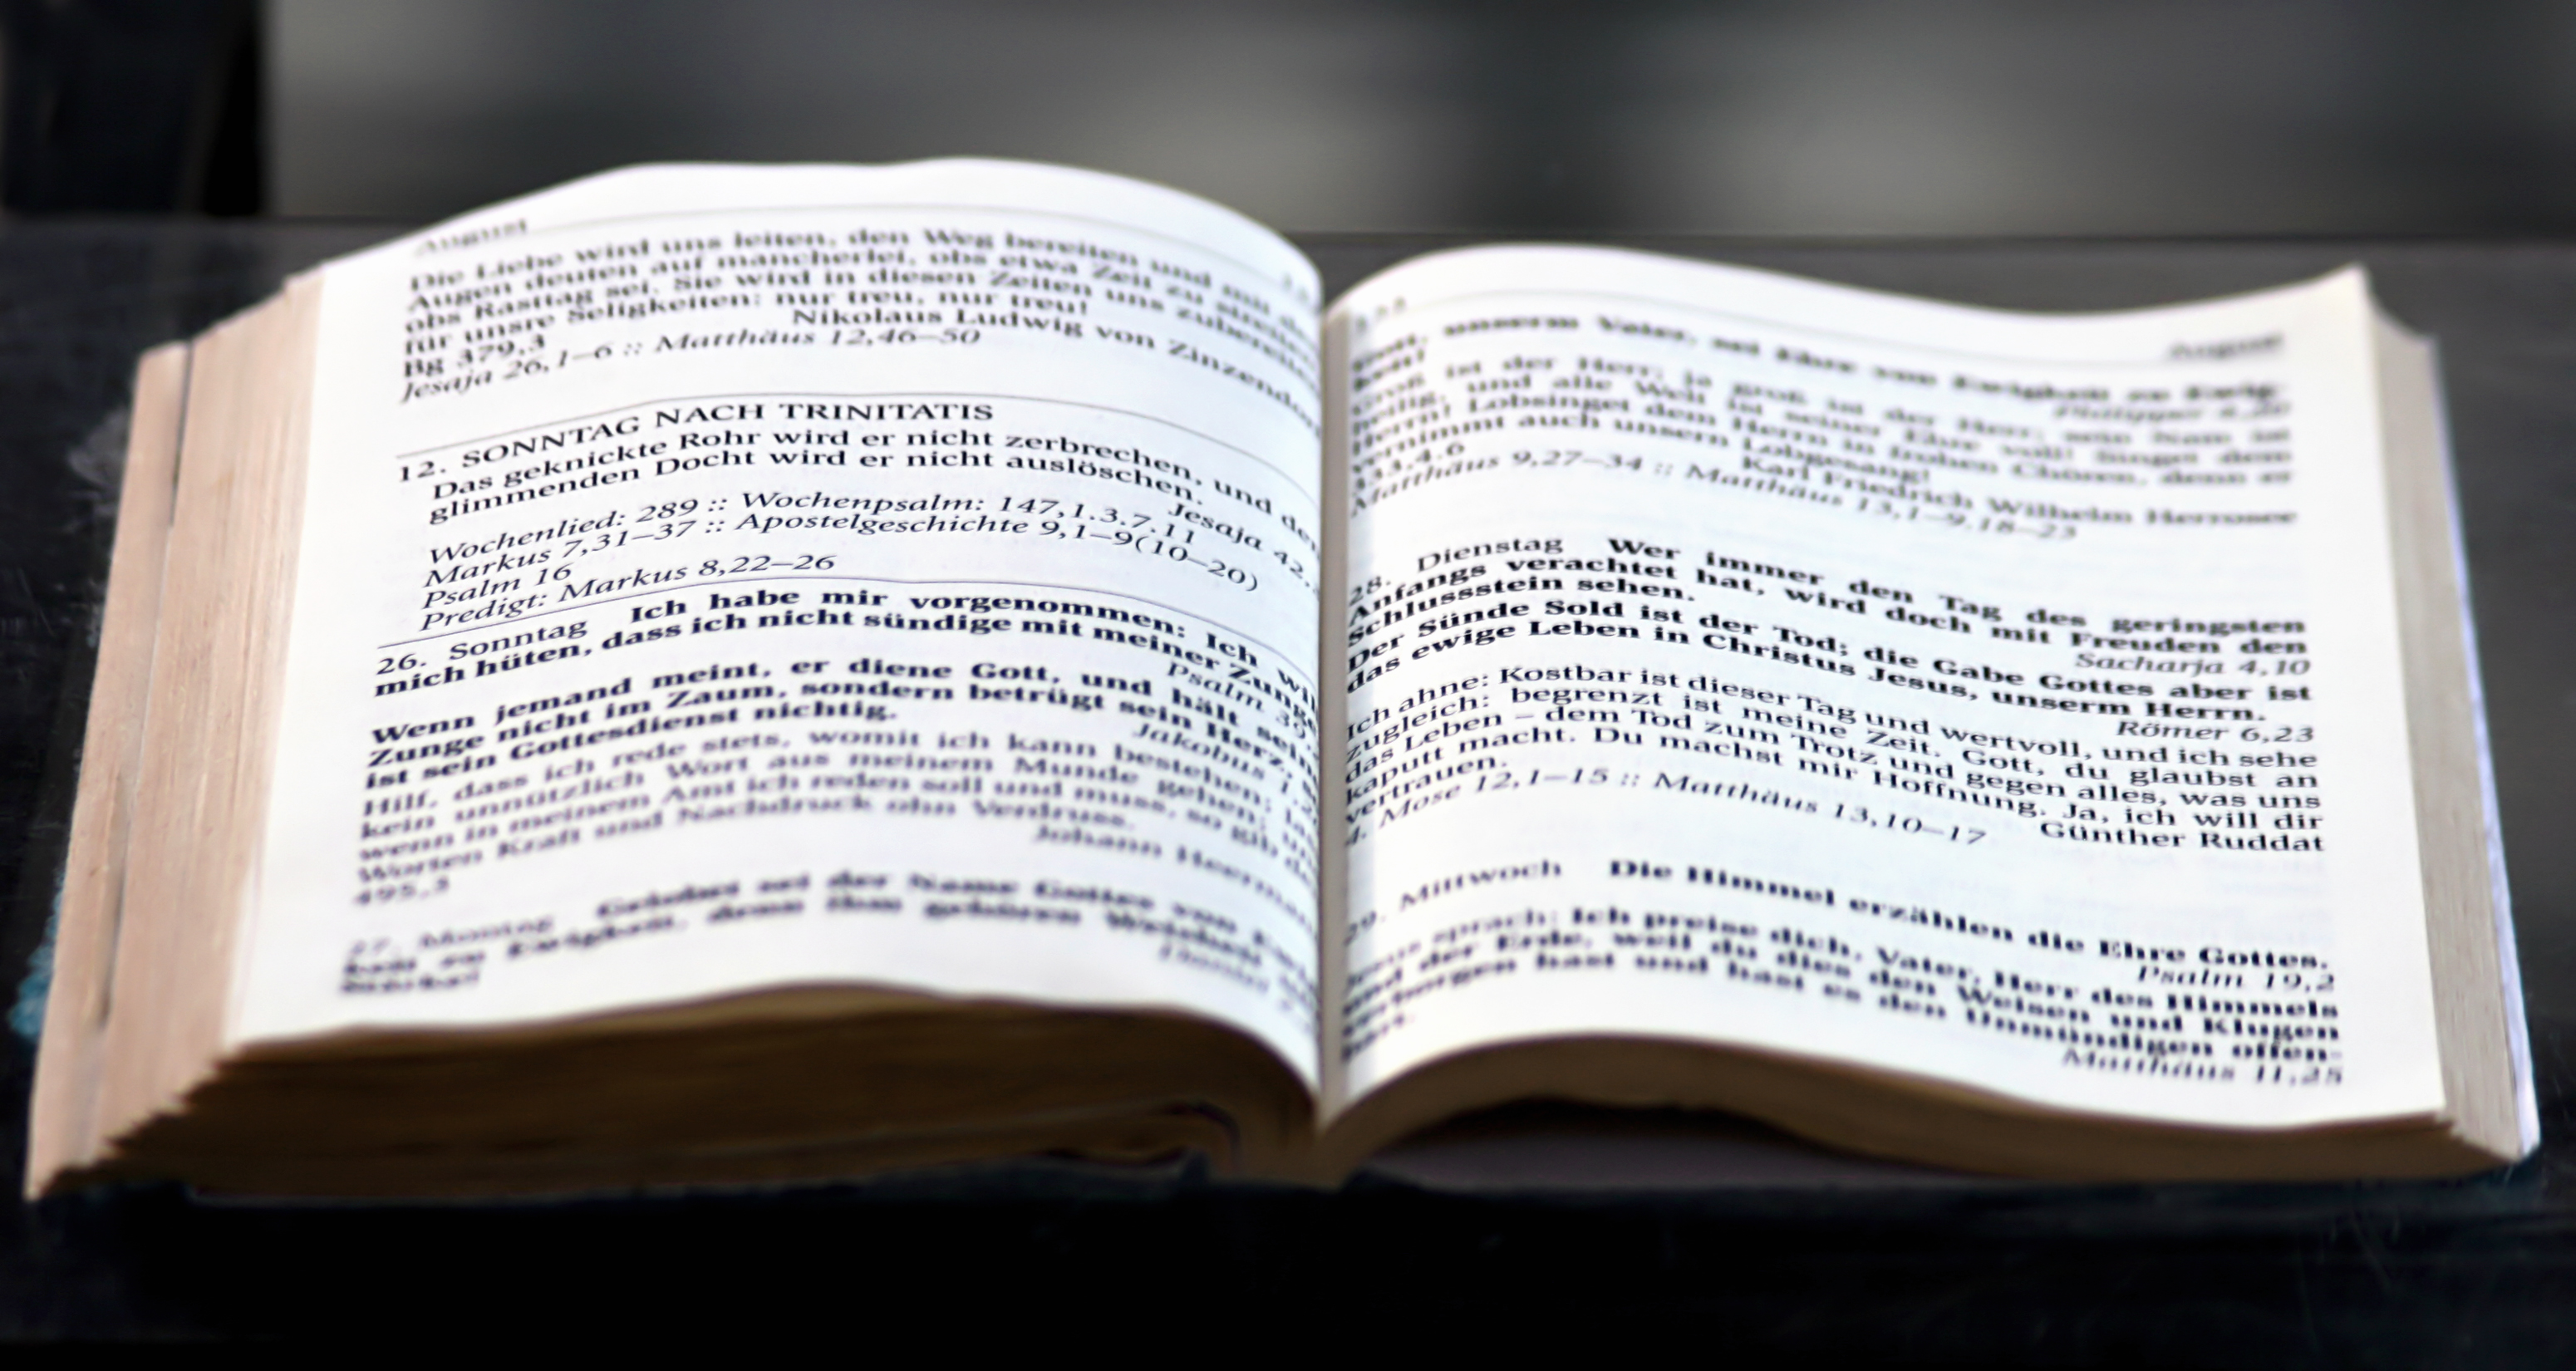 August
Die Liebe wird uns leiten, den Weg bereiten und mit den
Augen deuten auf mancherlei, obs etwa Zeit zu streiten,
obs Rasttag sei. Sie wird in diesen Zeiten uns zubereiten
für unsre Seligkeiten: nur treu, nur treu!
Nikolaus Ludwig von Zinzendorf
Bg 379,3
Jesaja 26,1–6 :: Matthäus 12,46–50
12. SONNTAG NACH TRINITATIS
Das geknickte Rohr wird er nicht zerbrechen, und den
glimmenden Docht wird er nicht auslöschen.
Jesaja 42,
Wochenlied: 289 :: Wochenpsalm: 147,1.3.7.11
Markus 7,31–37 :: Apostelgeschichte 9,1–9(10–20)
Psalm 16
Predigt: Markus 8,22–26
26. Sonntag Ich habe mir vorgenommen: Ich will
mich hüten, dass ich nicht sündige mit meiner Zunge
Psalm 39
Wenn jemand meint, er diene Gott, und hält seine
Zunge nicht im Zaum, sondern betrügt sein Herz, so
ist sein Gottesdienst nichtig.
Jakobus 1,26
Hilf, dass ich rede stets, womit ich kann bestehen; lass
kein unnützlich Wort aus meinem Munde gehen; und
wenn in meinem Amt ich reden soll und muss, so gib den
Worten Kraft und Nachdruck ohn Verdruss.
Johann Heermann
495,3
27. Montag Gelobet sei der Name Gottes von Ewig-
keit zu Ewigkeit, denn ihm gehören Weisheit und
Stärke!
Daniel
August
Gott, unserm Vater, sei Ehre von Ewigkeit zu Ewig-
keit!
Philipper 4,20
Groß ist der Herr; ja groß ist der Herr; sein Nam ist
heilig, und alle Welt ist seiner Ehre voll! Singet dem
Herrn! Lobsinget dem Herrn in frohen Chören, denn er
vernimmt auch unsern Lobgesang!
Karl Friedrich Wilhelm Herrosee
333,4.6
Matthäus 9,27–34 :: Matthäus 13,1–9.18–23
28. Dienstag Wer immer den Tag des geringsten
Anfangs verachtet hat, wird doch mit Freuden den
Schlussstein sehen.
Sacharja 4,10
Der Sünde Sold ist der Tod; die Gabe Gottes aber ist
das ewige Leben in Christus Jesus, unserm Herrn.
Römer 6,23
Ich ahne: Kostbar ist dieser Tag und wertvoll, und ich sehe
zugleich: begrenzt ist meine Zeit. Gott, du glaubst an
das Leben – dem Tod zum Trotz und gegen alles, was uns
kaputt macht. Du machst mir Hoffnung. Ja, ich will dir
vertrauen.
Günther Ruddat
4. Mose 12,1–15 :: Matthäus 13,10–17
29. Mittwoch Die Himmel erzählen die Ehre Gottes.
Psalm 19,2
Jesus sprach: Ich preise dich, Vater, Herr des Himmels
und der Erde, weil du dies den Weisen und Klugen
verborgen hast und hast es den Unmündigen offen-
bart.
Matthäus 11,25